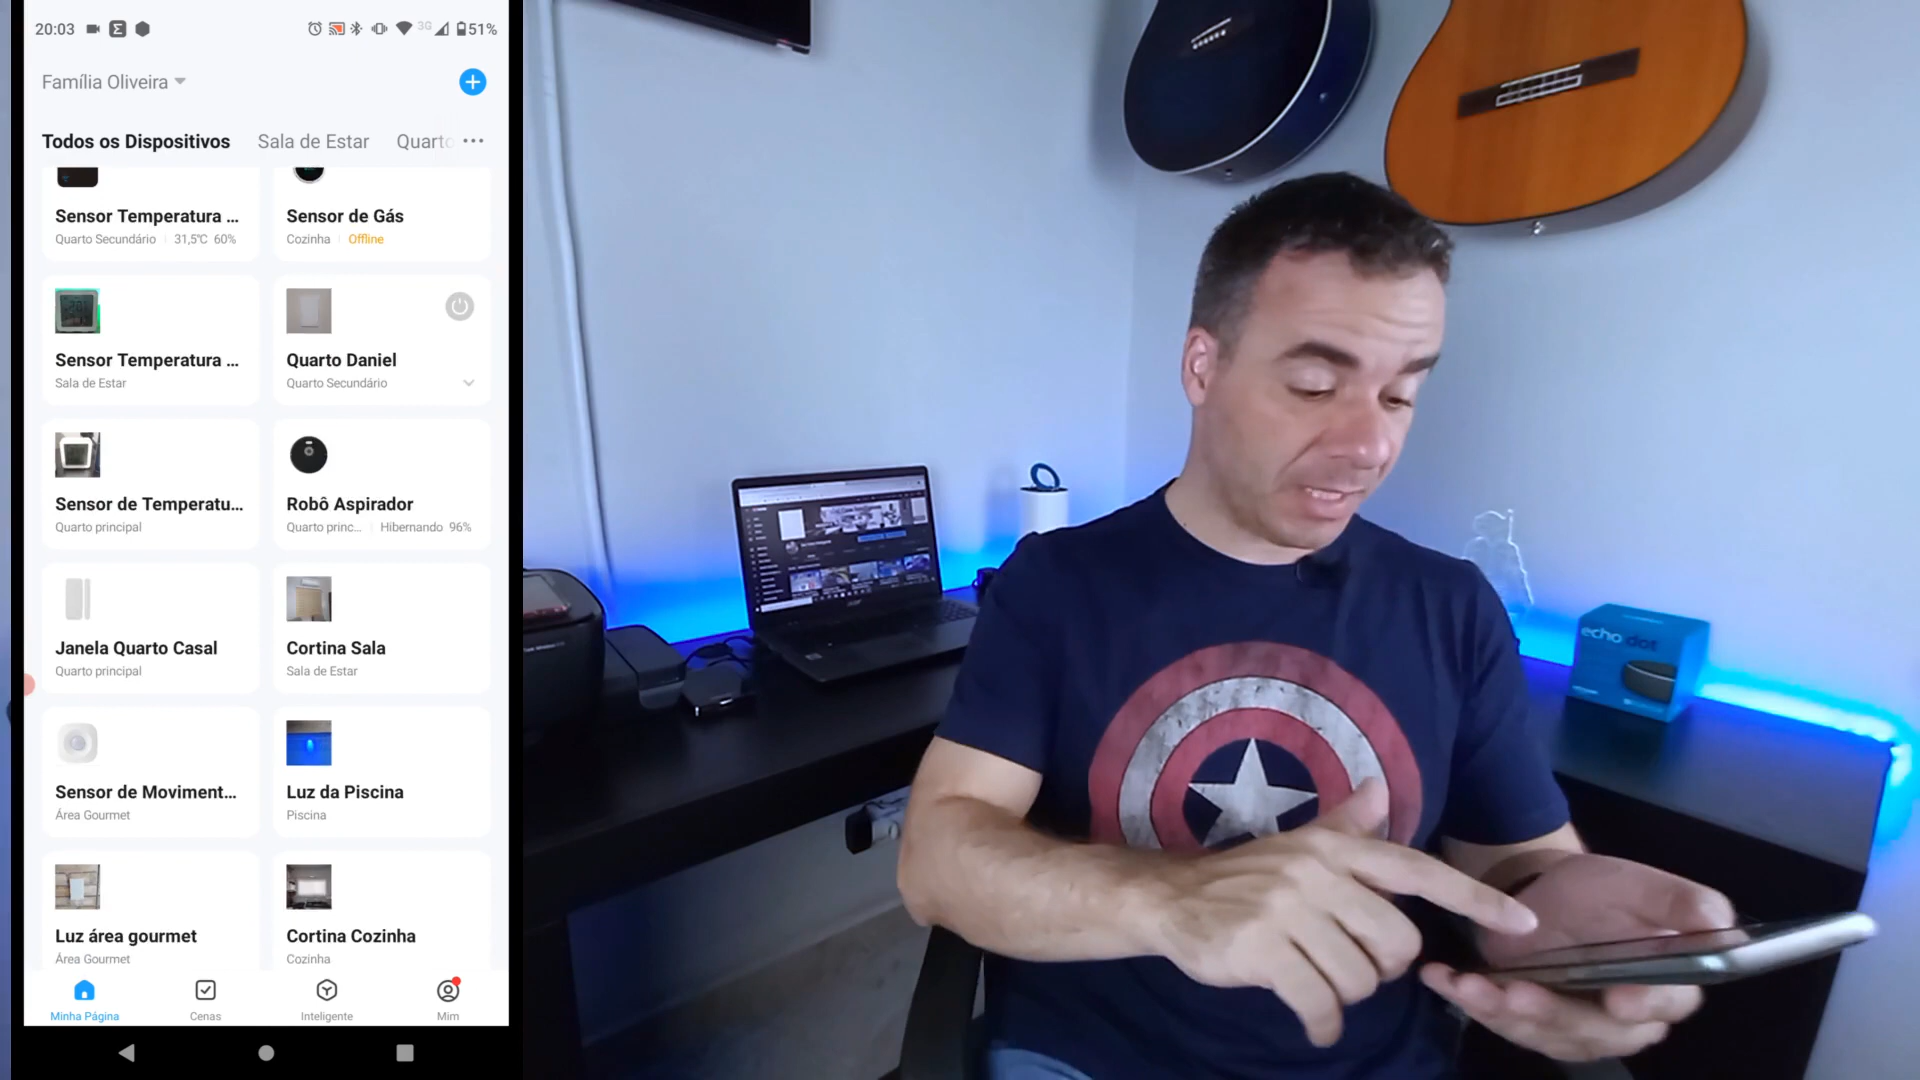 20:03
3G
51%
Família Oliveira
Todos os Dispositivos
Sala de Estar
Quarto
Sensor Temperatura ...
Quarto Secundário
31,5℃ 60%
Sensor de Gás
Cozinha
Offline
Sensor Temperatura ...
Sala de Estar
Quarto Daniel
Quarto Secundário
Sensor de Temperatu...
Quarto principal
Robô Aspirador
Quarto princ...
Hibernando 96%
Janela Quarto Casal
Quarto principal
Cortina Sala
Sala de Estar
Sensor de Moviment...
Área Gourmet
Luz da Piscina
Piscina
Luz área gourmet
Área Gourmet
Cortina Cozinha
Cozinha
Minha Página
Cenas
Inteligente
Mim
echo dot
acer